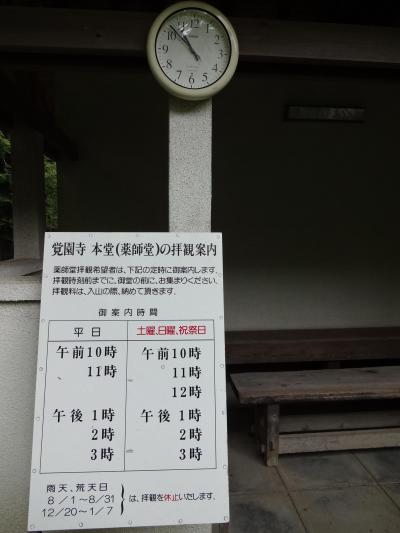 覚園寺 本堂(薬師堂)の拝観案内
薬師堂拝観希望者は、下記の定時に御案内します。
拝観時刻前までに、御堂の前に、お集まりください。
拝観料は、入山の際、納めて頂きます。
御案内時間
平日 土曜、日曜、祝祭日
午前10時 午前10時
11時 11時
12時
午後 1時 午後 1時
2時 2時
3時 3時
雨天、荒天日
8/1~8/31 は、拝観を休止いたします。
12/20~1/7